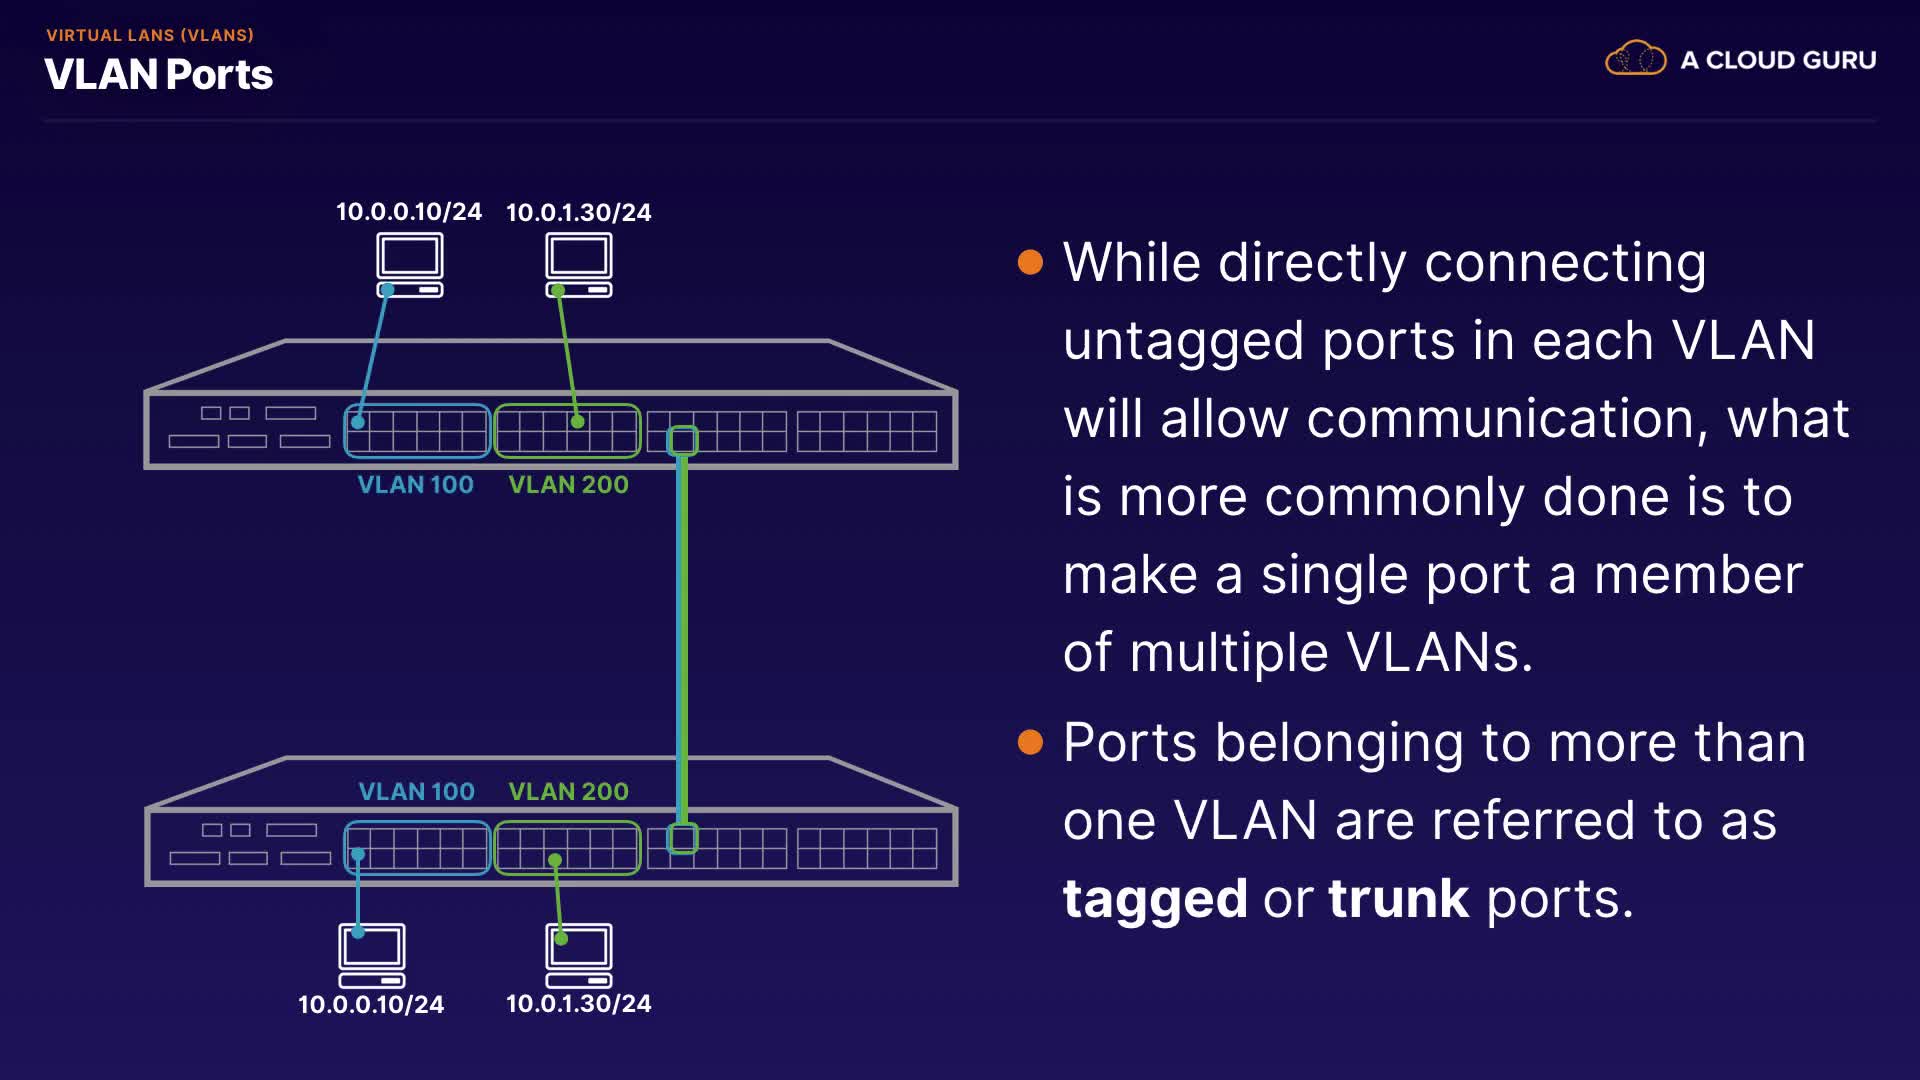 VIRTUAL LANS (VLANS)
VLAN Ports
A CLOUD GURU
10.0.0.10/24
10.0.1.30/24
VLAN 100
VLAN 200
VLAN 100
VLAN 200
10.0.0.10/24
10.0.1.30/24
While directly connecting
untagged ports in each VLAN
will allow communication, what
is more commonly done is to
make a single port a member
of multiple VLANs.
Ports belonging to more than
one VLAN are referred to as
tagged or trunk ports.